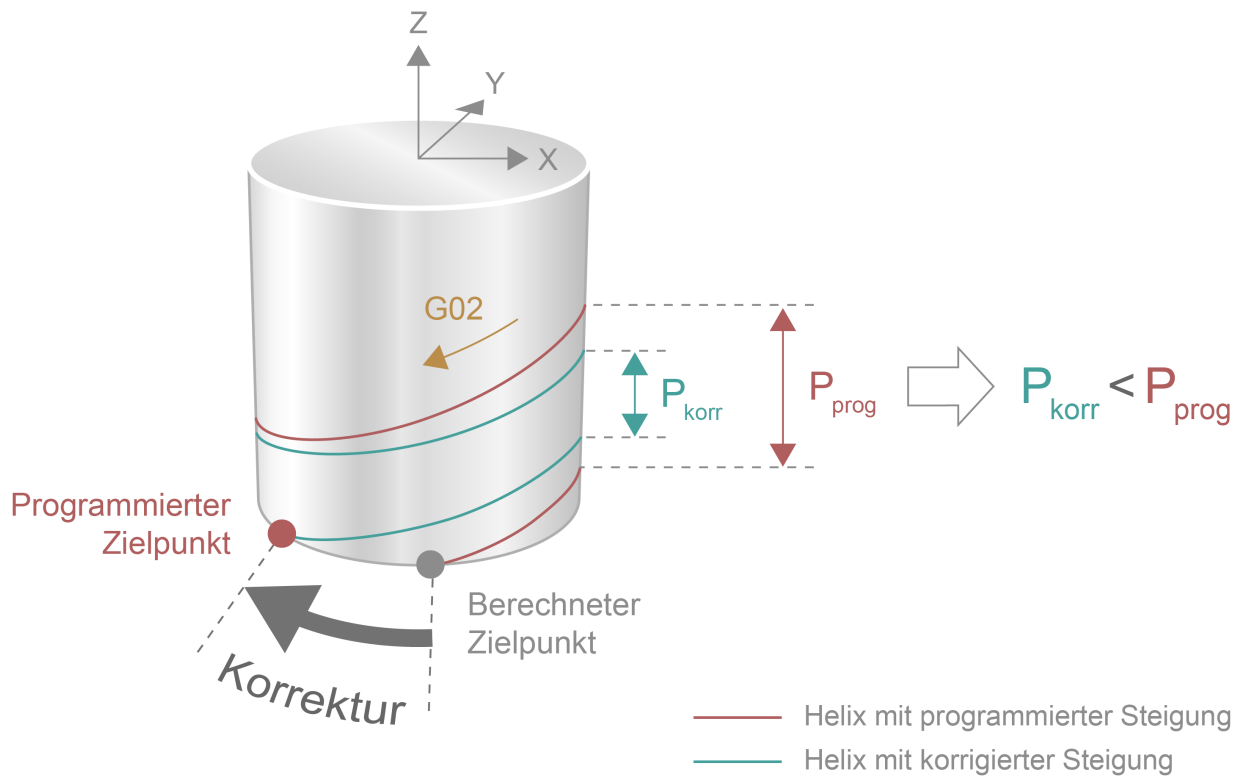 Z
Y
X
G02
P korr
P prog
P korr < P prog
Programmierter
Zielpunkt
Berechneter
Zielpunkt
Korrektur
Helix mit programmierter Steigung
Helix mit korrigierter Steigung